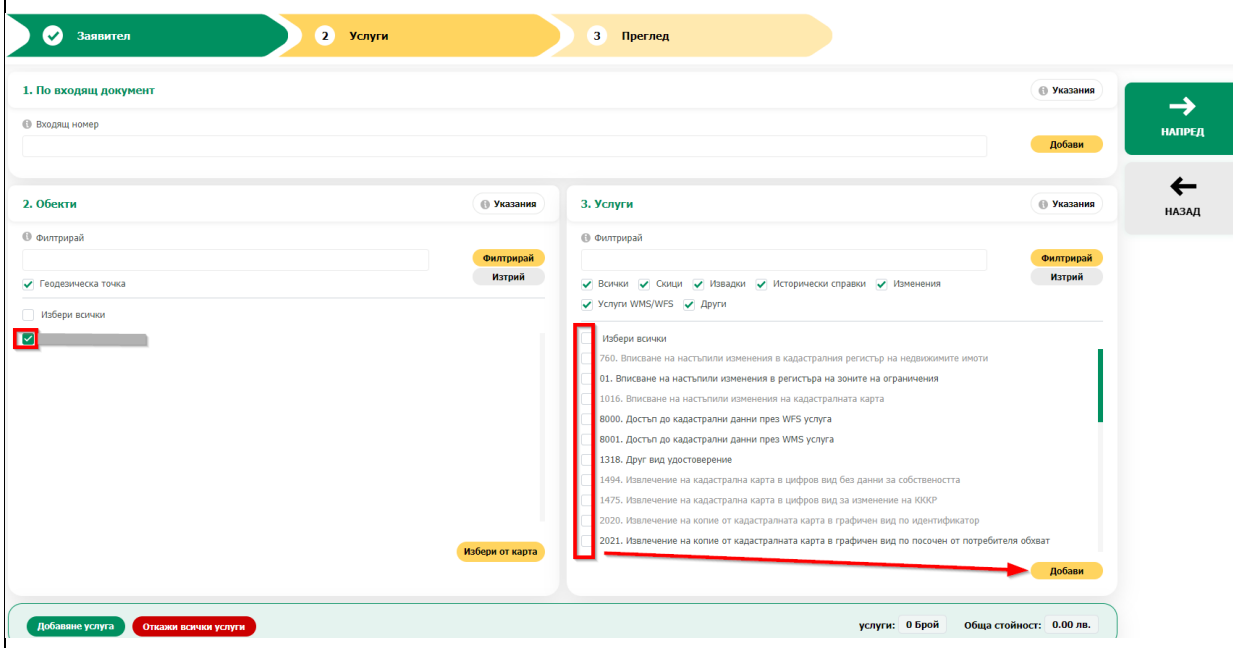 Заявител
2 Услуги
3 Преглед
1. По входящ документ
Указания
Входящ номер
Добави
НАПРЕД
НАЗАД
2. Обекти
Указания
Филтрирай
Филтрирай
Изтрий
Геодезическа точка
Избери всички
Избери от карта
3. Услуги
Указания
Филтрирай
Филтрирай
Изтрий
Всички Скици Извадки Исторически справки Изменения
Услуги WMS/WFS Други
Избери всички
760. Вписване на настъпили изменения в кадастралния регистър на недвижимите имоти
01. Вписване на настъпили изменения в регистъра на зоните на ограничения
1016. Вписване на настъпили изменения на кадастралната карта
8000. Достъп до кадастрални данни през WFS услуга
8001. Достъп до кадастрални данни през WMS услуга
1318. Друг вид удостоверение
1494. Извлечение на кадастрална карта в цифров вид без данни за собствеността
1475. Извлечение на кадастрална карта в цифров вид за изменение на КККР
2020. Извлечение на копие от кадастралната карта в графичен вид по идентификатор
2021. Извлечение на копие от кадастралната карта в графичен вид по посочен от потребителя обхват
Добави
Добавяне услуга Откажи всички услуги услуги: 0 Брой Обща стойност: 0.00 лв.